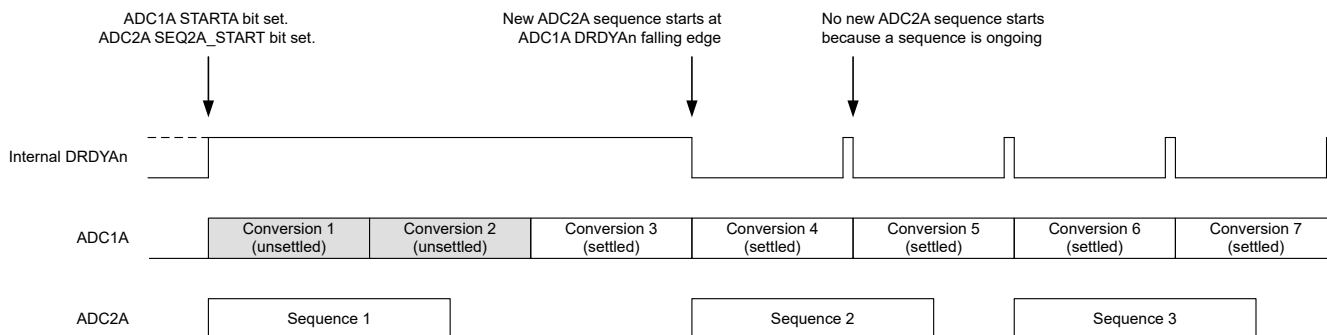 ADC1A STARTA bit set.
ADC2A SEQ2A_START bit set.
New ADC2A sequence starts at
ADC1A DRDYAn falling edge
No new ADC2A sequence starts
because a sequence is ongoing
Internal DRDYAn
ADC1A
Conversion 1
(unsettled)
Conversion 2
(unsettled)
Conversion 3
(settled)
Conversion 4
(settled)
Conversion 5
(settled)
Conversion 6
(settled)
Conversion 7
(settled)
ADC2A
Sequence 1
Sequence 2
Sequence 3